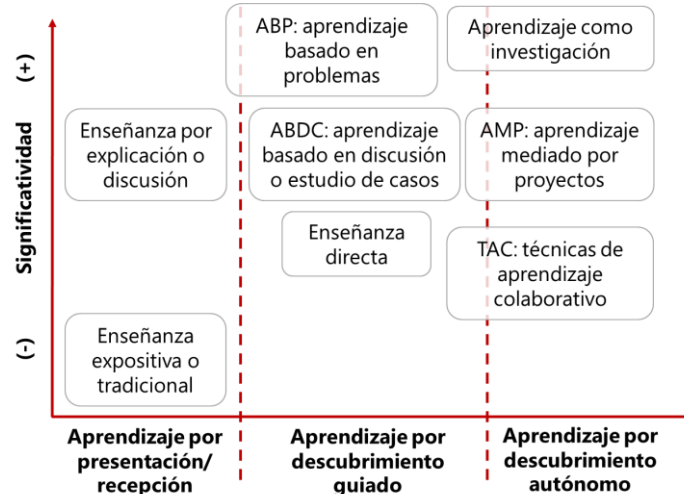 Significatividad
(+)
(-)
ABP: aprendizaje
basado en
problemas
Aprendizaje como
investigación
Enseñanza por
explicación o
discusión
ABDC: aprendizaje
basado en discusión
o estudio de casos
AMP: aprendizaje
mediado por
proyectos
Enseñanza
directa
TAC: técnicas de
aprendizaje
colaborativo
Enseñanza
expositiva o
tradicional
Aprendizaje por
presentación/
recepción
Aprendizaje por
descubrimiento
guiado
Aprendizaje por
descubrimiento
autónomo